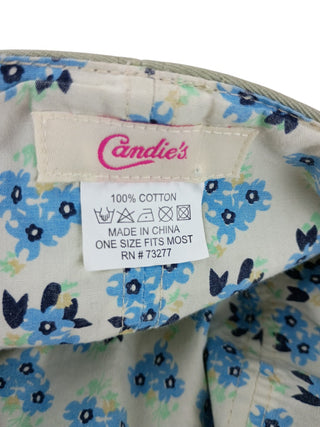 Candie's
100% COTTON
MADE IN CHINA
ONE SIZE FITS MOST
RN # 73277